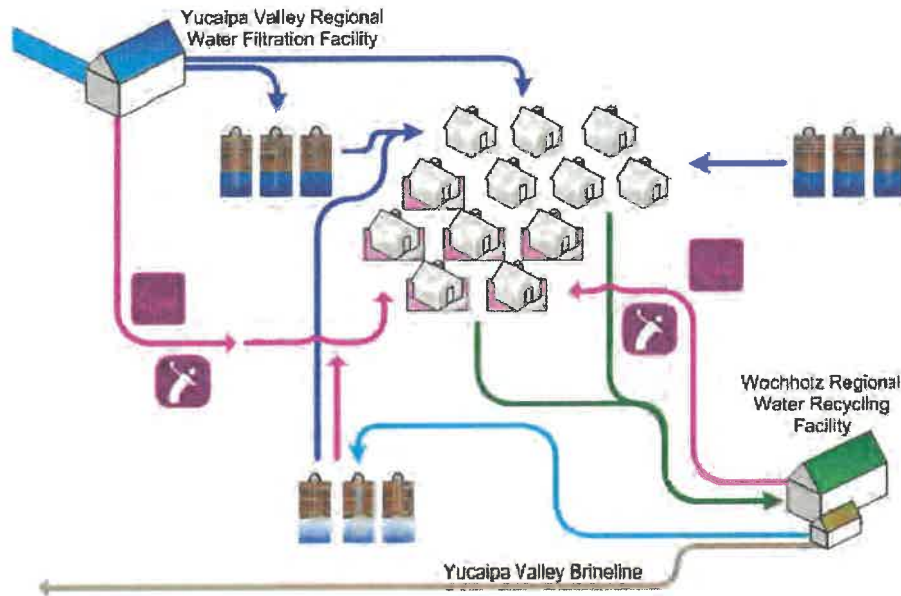 Yucaipa Valley Regional
Water Filtration Facility
Wochholz Regional
Water Recycling
Facility
Yucaipa Valley Brineline